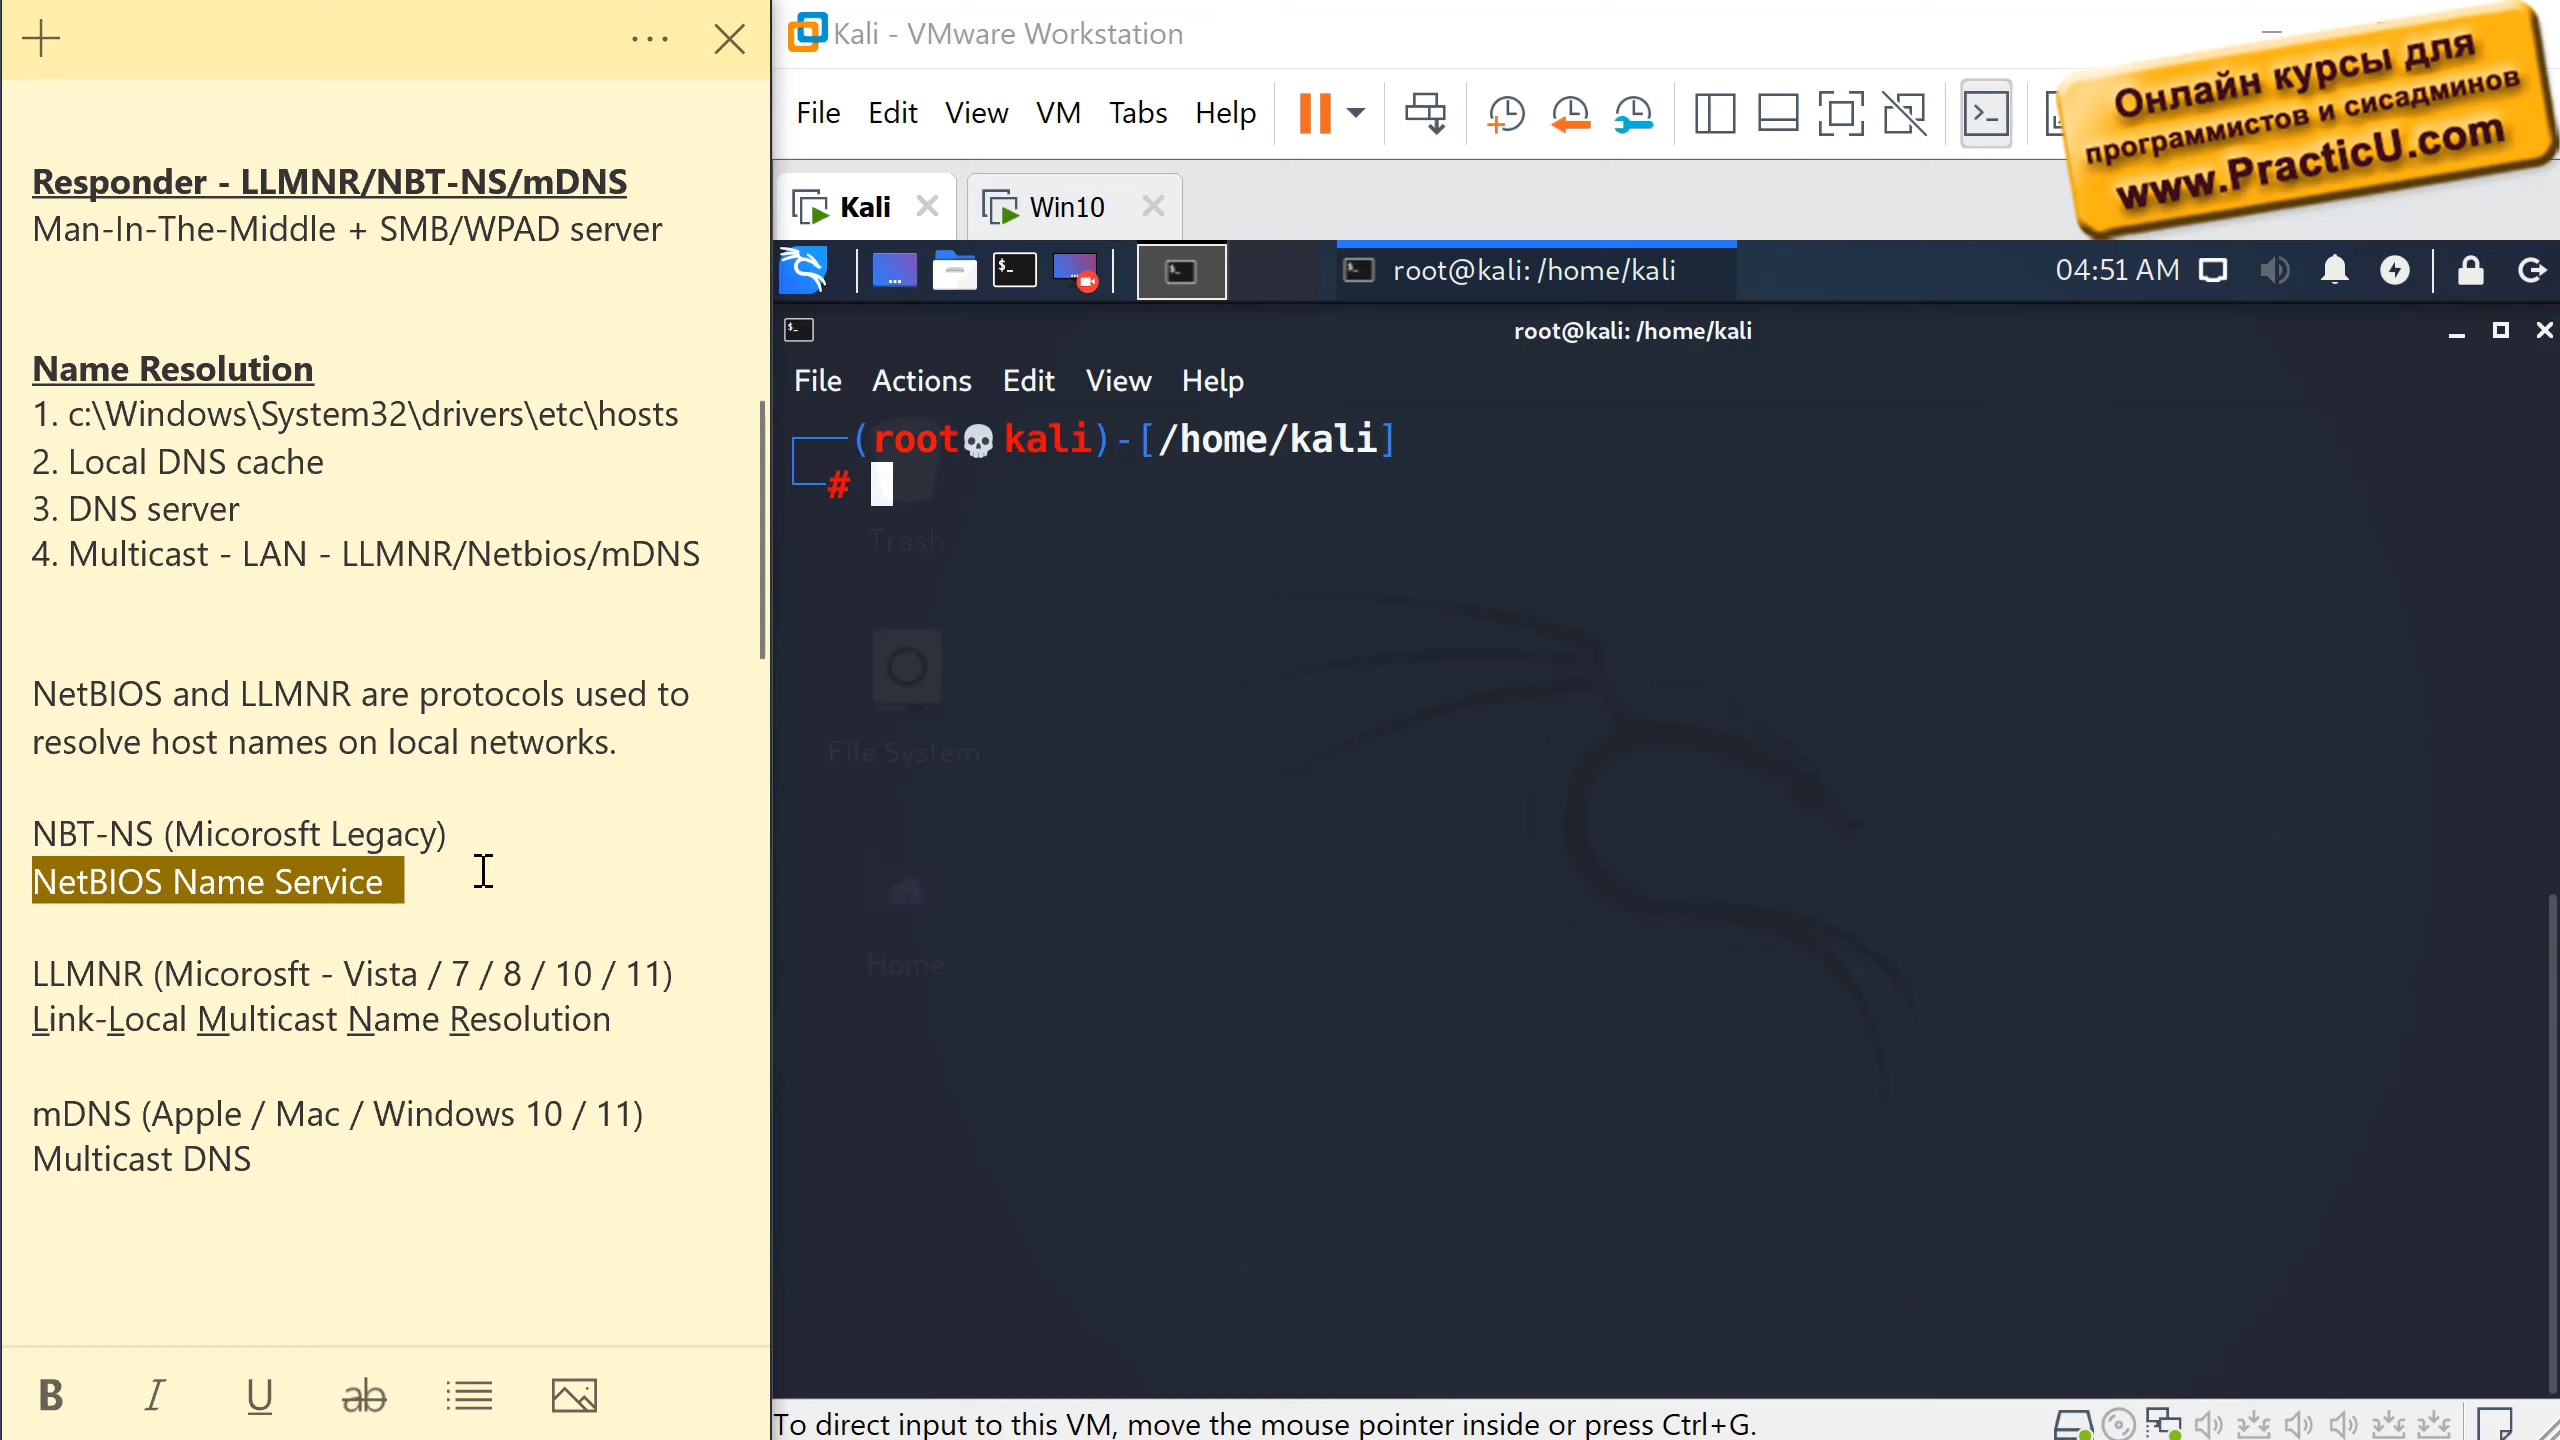 Responder - LLMNR/NBT-NS/mDNS
Man-In-The-Middle + SMB/WPAD server
Name Resolution
1. c:\Windows\System32\drivers\etc\hosts
2. Local DNS cache
3. DNS server
4. Multicast - LAN - LLMNR/Netbios/mDNS
NetBIOS and LLMNR are protocols used to
resolve host names on local networks.
NBT-NS (Micorosft Legacy)
NetBIOS Name Service
LLMNR (Micorosft - Vista / 7 / 8 / 10 / 11)
Link-Local Multicast Name Resolution
mDNS (Apple / Mac / Windows 10 / 11)
Multicast DNS
B I U ab
Kali - VMware Workstation
File Edit View VM Tabs Help
Онлайн курсы для
программистов и сисадминов
www.PracticU.com
Kali Win10
root@kali: /home/kali 04:51 AM
root@kali: /home/kali
File Actions Edit View Help
(root💀kali)-[/home/kali]
#
Trash
File System
Home
To direct input to this VM, move the mouse pointer inside or press Ctrl+G.